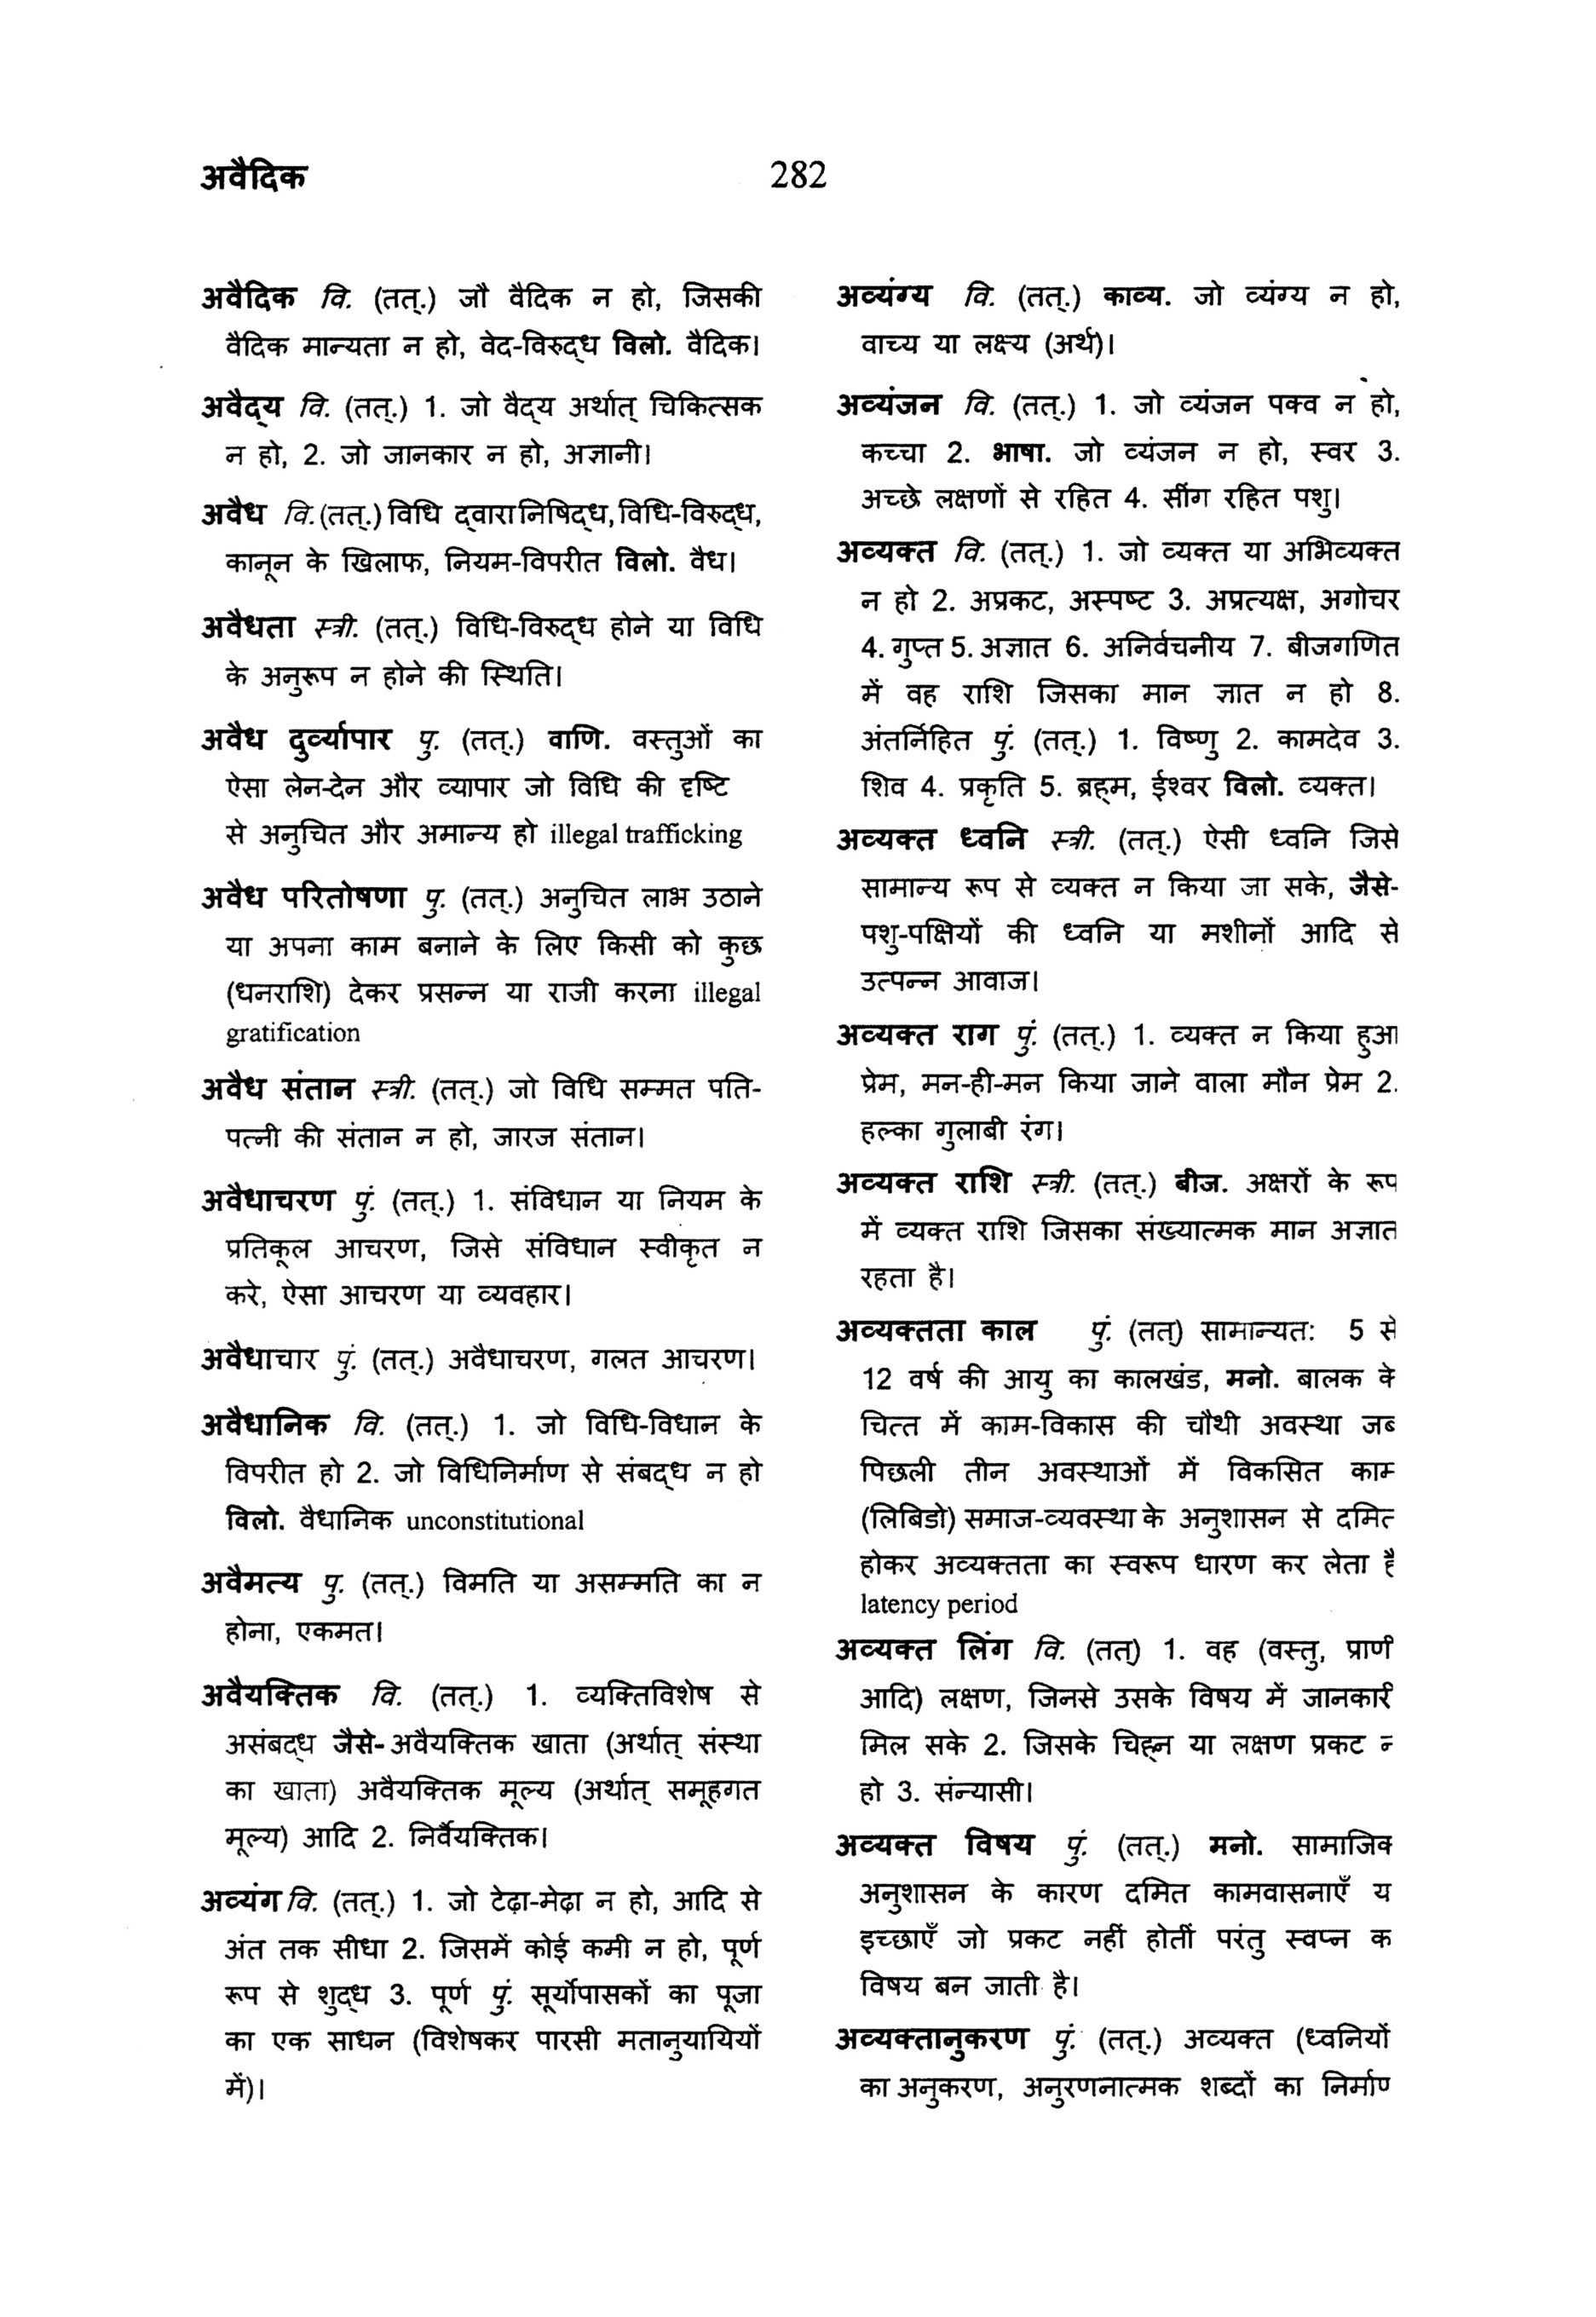 अवैदिक
282
अवैदिक वि. (तत्.) जौ वैदिक न हो, जिसकी
वैदिक मान्यता न हो, वेद-विरुद्ध विलो. वैदिक।
अवैद्य वि. (तत्.) 1. जो वैद्य अर्थात् चिकित्सक
न हो, 2. जो जानकार न हो, अज्ञानी।
अवैध वि. (तत्.) विधि द्वारा निषिद्ध, विधि-विरुद्ध,
कानून के खिलाफ, नियम-विपरीत विलो. वैध।
अवैधता स्त्री. (तत्.) विधि-विरुद्ध होने या विधि
के अनुरूप न होने की स्थिति।
अवैध दुर्व्यापार पु. (तत्.) वाणि. वस्तुओं का
ऐसा लेन-देन और व्यापार जो विधि की दृष्टि
से अनुचित और अमान्य हो illegal trafficking
अवैध परितोषणा पु. (तत्.) अनुचित लाभ उठाने
या अपना काम बनाने के लिए किसी को कुछ
(धनराशि) देकर प्रसन्न या राजी करना illegal
gratification
अवैध संतान स्त्री. (तत्.) जो विधि सम्मत पति-
पत्नी की संतान न हो, जारज संतान।
अवैधाचरण पुं. (तत्.) 1. संविधान या नियम के
प्रतिकूल आचरण, जिसे संविधान स्वीकृत न
करे, ऐसा आचरण या व्यवहार।
अवैधाचार पुं. (तत्.) अवैधाचरण, गलत आचरण।
अवैधानिक वि. (तत्.) 1. जो विधि-विधान के
विपरीत हो 2. जो विधिनिर्माण से संबद्ध न हो
विलो. वैधानिक unconstitutional
अवैमत्य पु. (तत्.) विमति या असम्मति का न
होना, एकमत।
अवैयक्तिक वि. (तत्.) 1. व्यक्तिविशेष से
असंबद्ध जैसे- अवैयक्तिक खाता (अर्थात् संस्था
का खाता) अवैयक्तिक मूल्य (अर्थात् समूहगत
मूल्य) आदि 2. निर्वैयक्तिक।
अव्यंग वि. (तत्.) 1. जो टेढ़ा-मेढ़ा न हो, आदि से
अंत तक सीधा 2. जिसमें कोई कमी न हो, पूर्ण
रूप से शुद्ध 3. पूर्ण पुं. सूर्योपासकों का पूजा
का एक साधन (विशेषकर पारसी मतानुयायियों
में)।
अव्यंग्य वि. (तत्.) काव्य. जो व्यंग्य न हो,
वाच्य या लक्ष्य (अर्थ)।
अव्यंजन वि. (तत्.) 1. जो व्यंजन पक्व न हो,
कच्चा 2. भाषा. जो व्यंजन न हो, स्वर 3.
अच्छे लक्षणों से रहित 4. सींग रहित पशु।
अव्यक्त वि. (तत्.) 1. जो व्यक्त या अभिव्यक्त
न हो 2. अप्रकट, अस्पष्ट 3. अप्रत्यक्ष, अगोचर
4. गुप्त 5. अज्ञात 6. अनिर्वचनीय 7. बीजगणित
में वह राशि जिसका मान ज्ञात न हो 8.
अंतर्निहित पुं. (तत्.) 1. विष्णु 2. कामदेव 3.
शिव 4. प्रकृति 5. ब्रह्म, ईश्वर विलो. व्यक्त।
अव्यक्त ध्वनि स्त्री. (तत्.) ऐसी ध्वनि जिसे
सामान्य रूप से व्यक्त न किया जा सके, जैसे-
पशु-पक्षियों की ध्वनि या मशीनों आदि से
उत्पन्न आवाज।
अव्यक्त राग पुं. (तत्.) 1. व्यक्त न किया हुआ
प्रेम, मन-ही-मन किया जाने वाला मौन प्रेम 2.
हल्का गुलाबी रंग।
अव्यक्त राशि स्त्री. (तत्.) बीज. अक्षरों के रूप
में व्यक्त राशि जिसका संख्यात्मक मान अज्ञात
रहता है।
अव्यक्तता काल पुं. (तत्) सामान्यत: 5 से
12 वर्ष की आयु का कालखंड, मनो. बालक के
चित्त में काम-विकास की चौथी अवस्था जब
पिछली तीन अवस्थाओं में विकसित काम
(लिबिडो) समाज-व्यवस्था के अनुशासन से दमित
होकर अव्यक्तता का स्वरूप धारण कर लेता है
latency period
अव्यक्त लिंग वि. (तत्) 1. वह (वस्तु, प्राणी
आदि) लक्षण, जिनसे उसके विषय में जानकारी
मिल सके 2. जिसके चिह्न या लक्षण प्रकट न
हो 3. संन्यासी।
अव्यक्त विषय पुं. (तत्.) मनो. सामाजिक
अनुशासन के कारण दमित कामवासनाएँ य
इच्छाएँ जो प्रकट नहीं होतीं परंतु स्वप्न क
विषय बन जाती है।
अव्यक्तानुकरण पुं. (तत्.) अव्यक्त (ध्वनियों
का अनुकरण, अनुरणनात्मक शब्दों का निर्माण